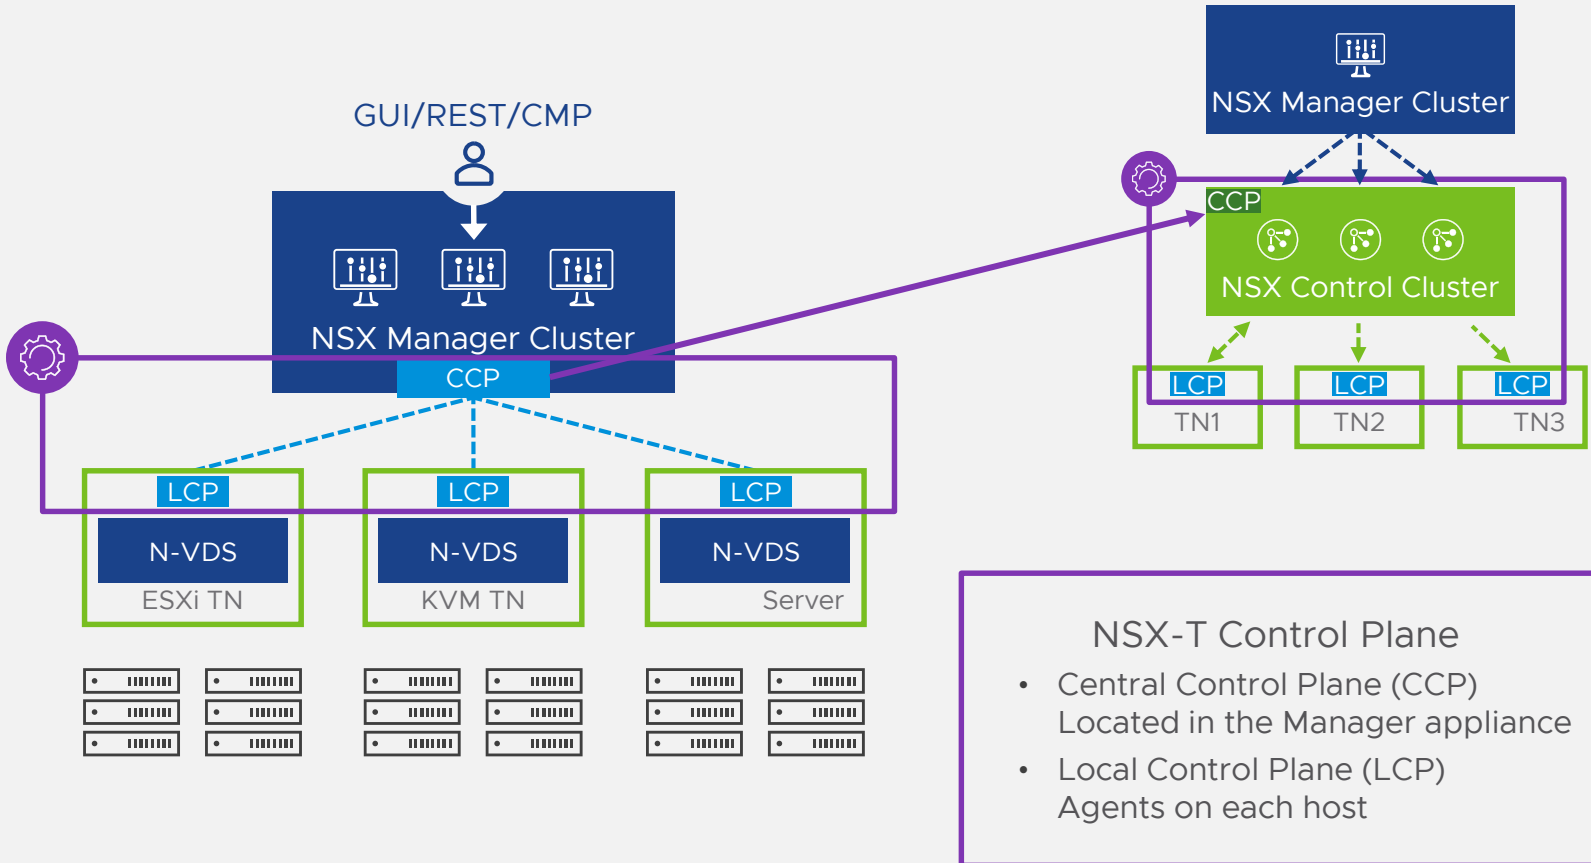 GUI/REST/CMP
NSX Manager Cluster
CCP
LCP
LCP
LCP
N-VDS
N-VDS
N-VDS
ESXi TN
KVM TN
Server
NSX Manager Cluster
CCP
NSX Control Cluster
LCP
LCP
LCP
TN1
TN2
TN3
NSX-T Control Plane
• Central Control Plane (CCP)
Located in the Manager appliance
• Local Control Plane (LCP)
Agents on each host